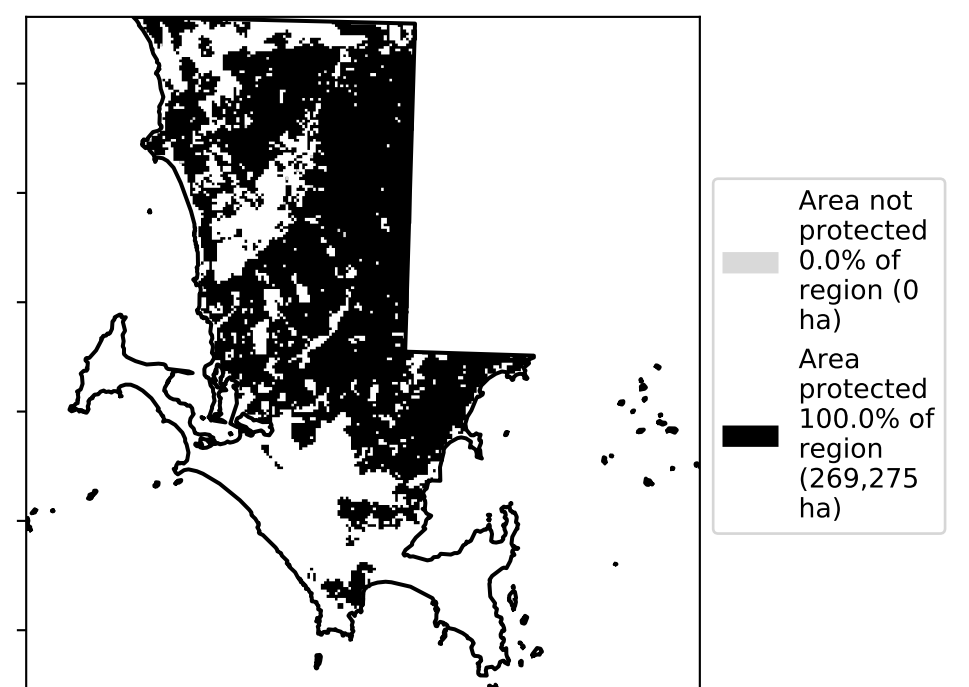 Area not
protected
0.0% of
region (0
ha)
Area
protected
100.0% of
region
(269,275
ha)